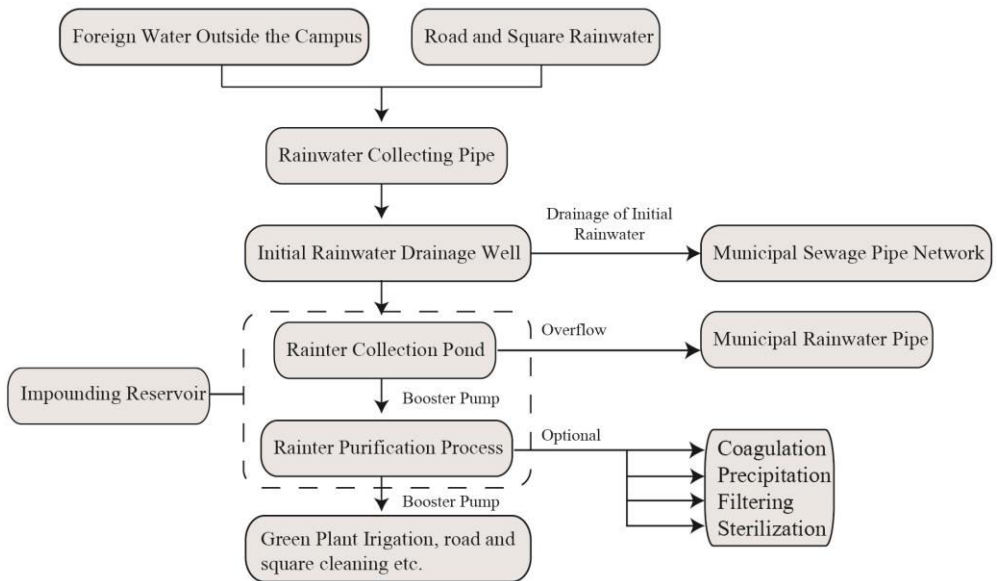 Foreign Water Outside the Campus
Road and Square Rainwater
Rainwater Collecting Pipe
Drainage of Initial
Rainwater
Initial Rainwater Drainage Well
Municipal Sewage Pipe Network
Rainter Collection Pond
Overflow
Municipal Rainwater Pipe
Impounding Reservoir
Booster Pump
Rainter Purification Process
Optional
Coagulation
Precipitation
Filtering
Sterilization
Booster Pump
Green Plant Irigation, road and
square cleaning etc.